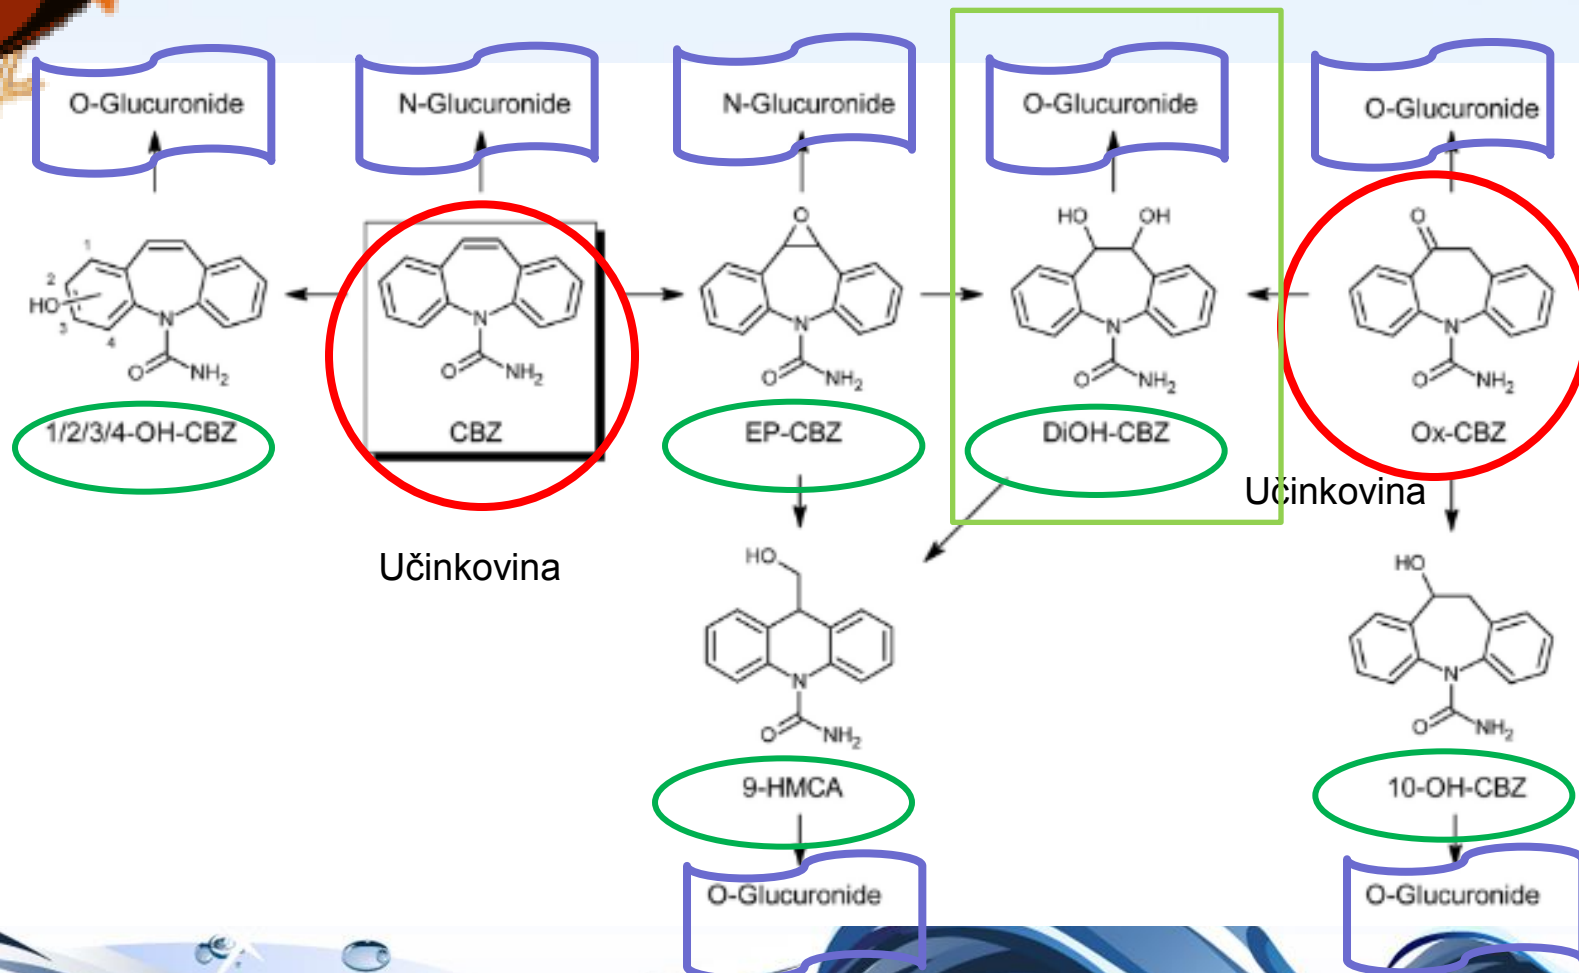 O-Glucuronide
N-Glucuronide
N-Glucuronide
O-Glucuronide
O-Glucuronide
1
2
3
4
HO
N
O
NH2
1/2/3/4-OH-CBZ
N
O
NH2
CBZ
Učinkovina
O
N
O
NH2
EP-CBZ
HO
OH
N
O
NH2
DiOH-CBZ
O
N
O
NH2
Ox-CBZ
Učinkovina
HO
N
O
NH2
9-HMCA
O-Glucuronide
HO
N
O
NH2
10-OH-CBZ
O-Glucuronide